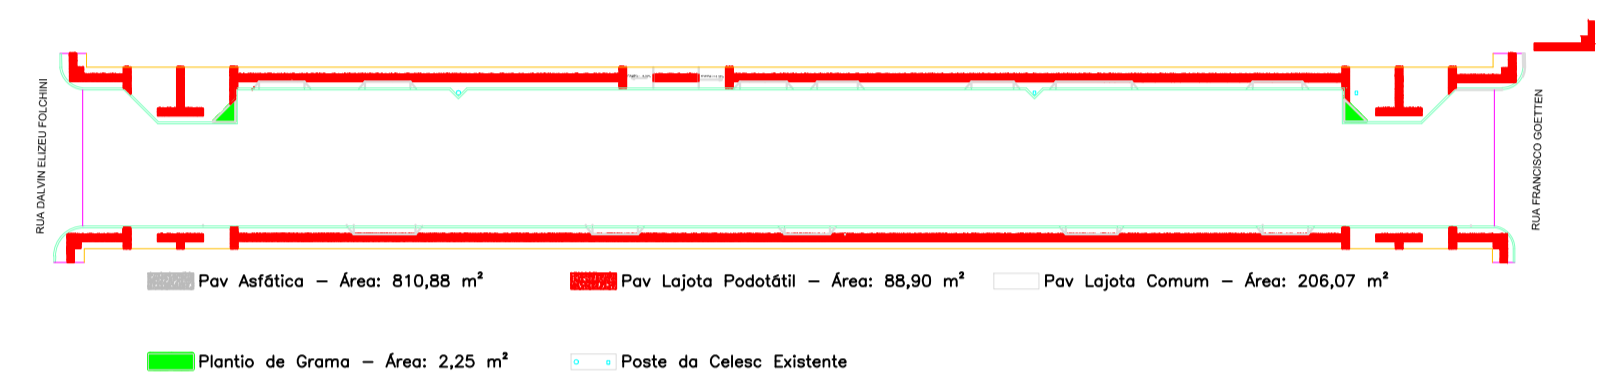 RUA DALVIN ELIZEU FOLCHINI
RUA FRANCISCO GOETTEN
Pav Asfática – Área: 810,88 m²
Pav Lajota Podotátil – Área: 88,90 m²
Pav Lajota Comum – Área: 206,07 m²
Plantio de Grama – Área: 2,25 m²
Poste da Celesc Existente